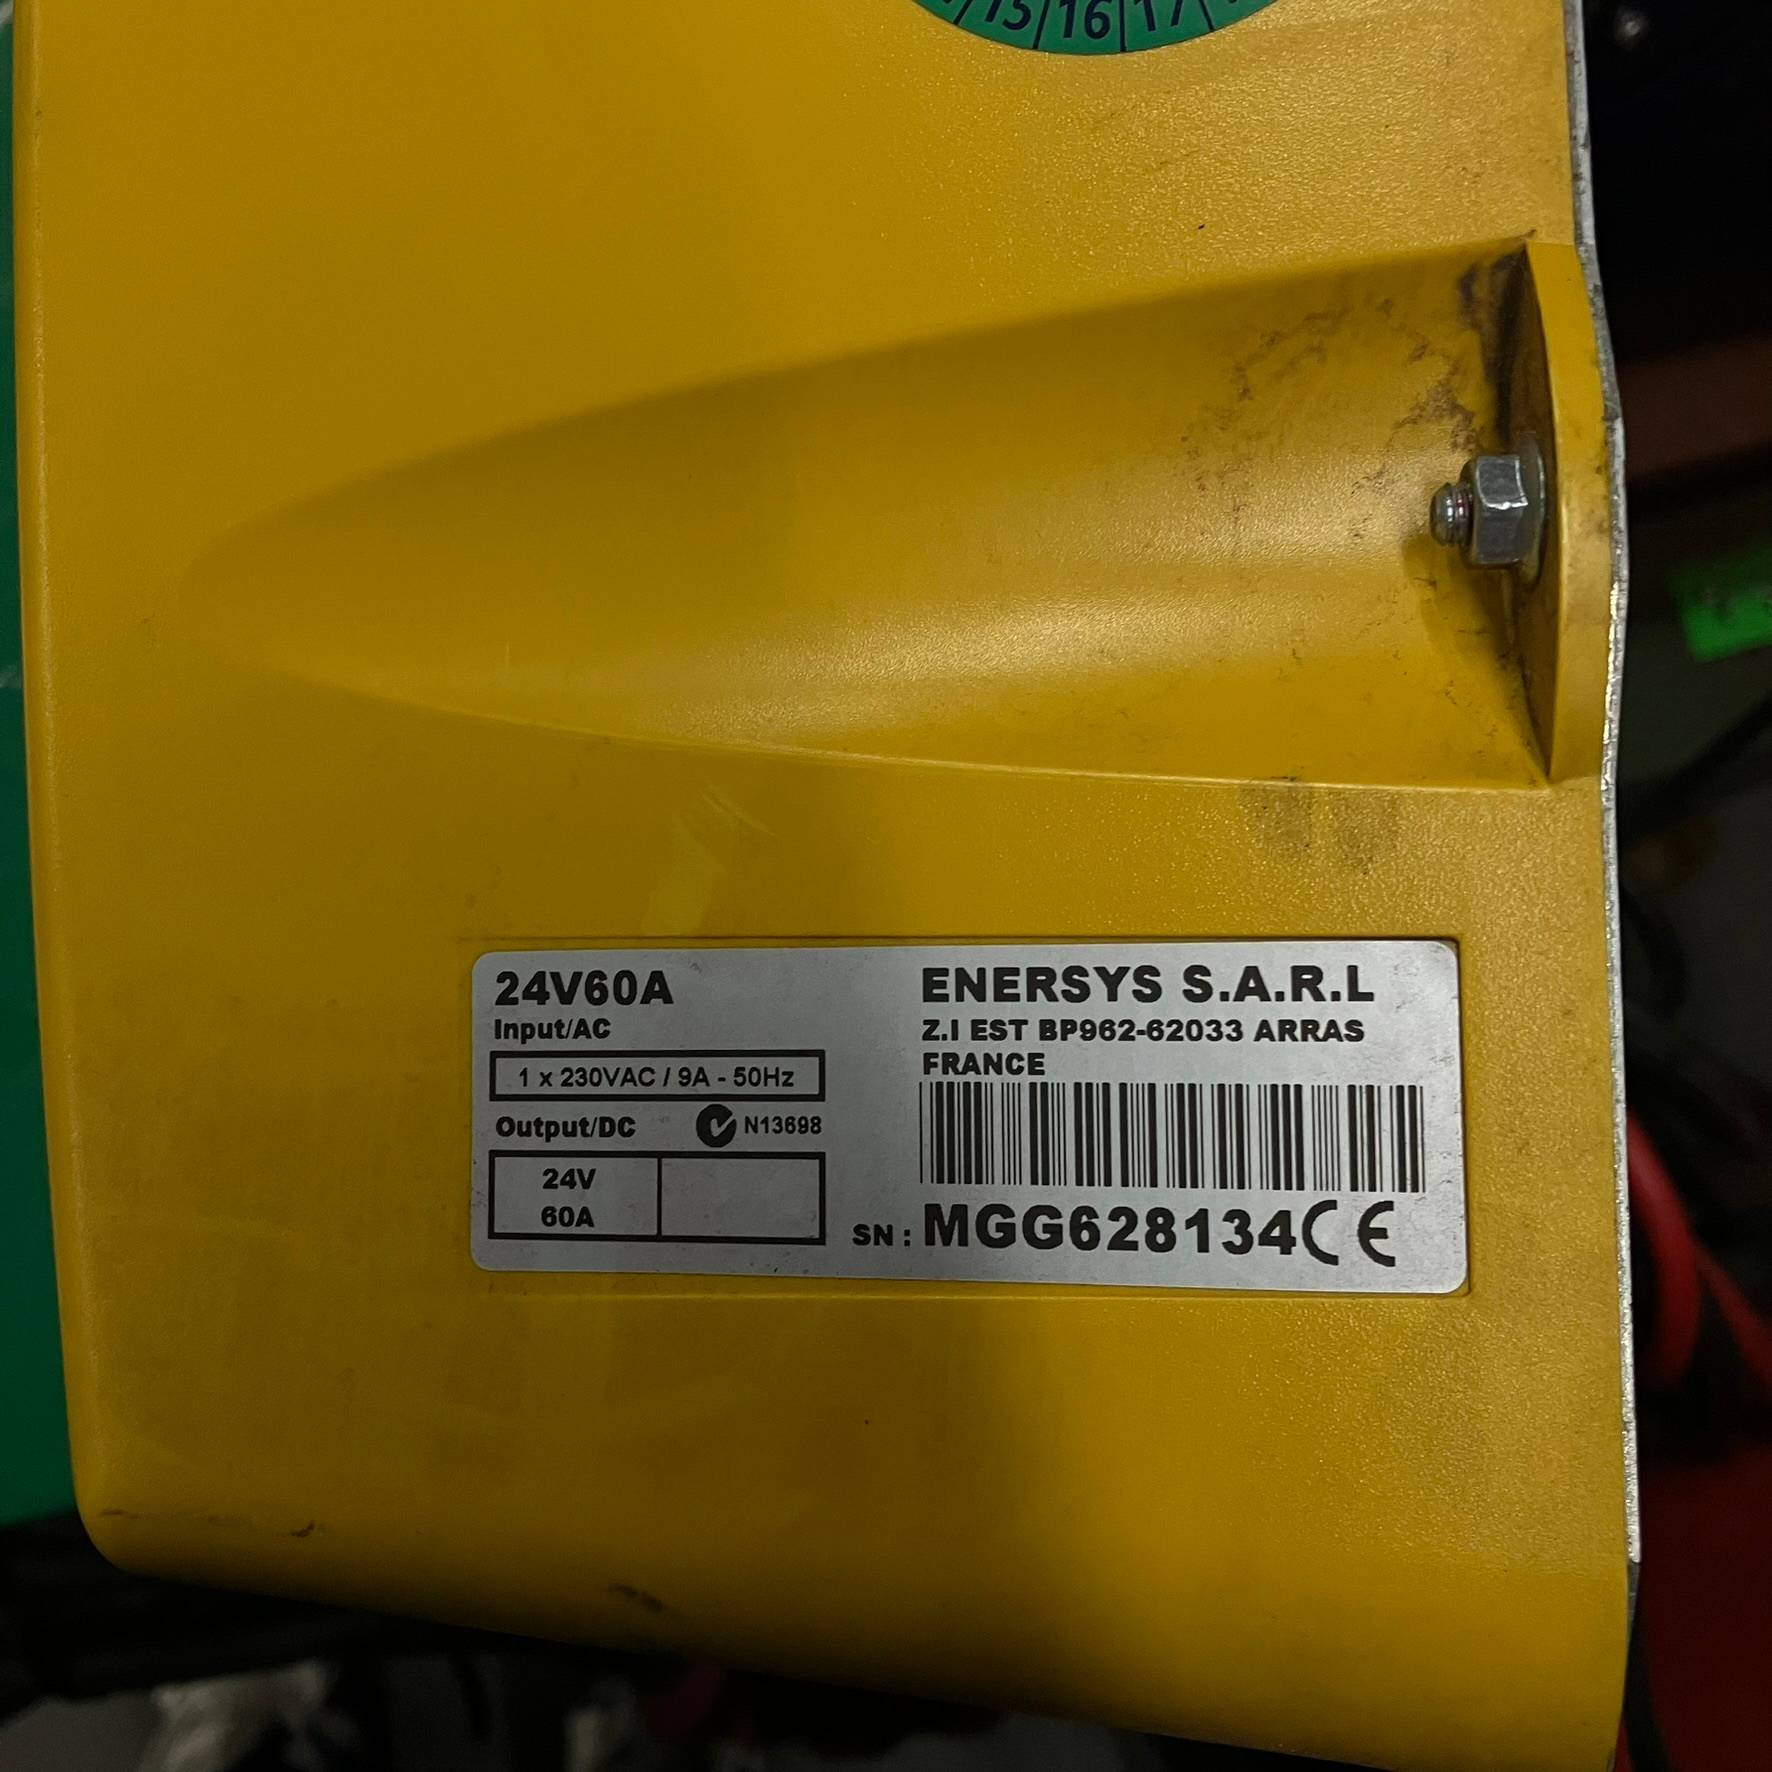 15 16 17
24V60A
Input/AC
1 x 230VAC / 9A - 50Hz
Output/DC
N13698
24V
60A
ENERSYS S.A.R.L
Z.I EST BP962-62033 ARRAS
FRANCE
SN : MGG628134 CE